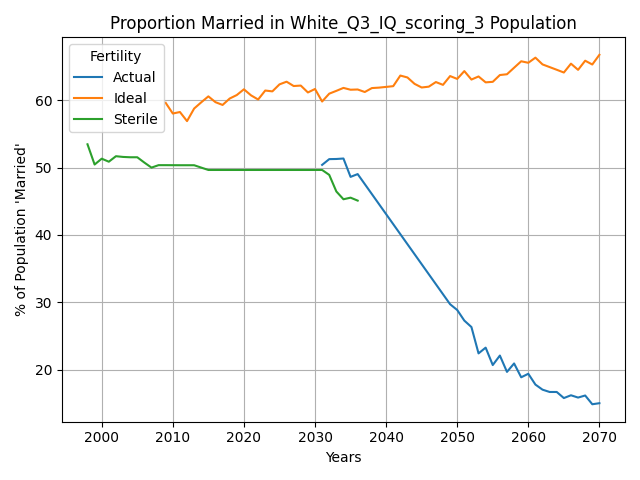 Proportion Married in White_Q3_IQ_scoring_3 Population
Fertility
Actual
Ideal
Sterile
% of Population 'Married'
60
50
40
30
20
2000 2010 2020 2030 2040 2050 2060 2070
Years